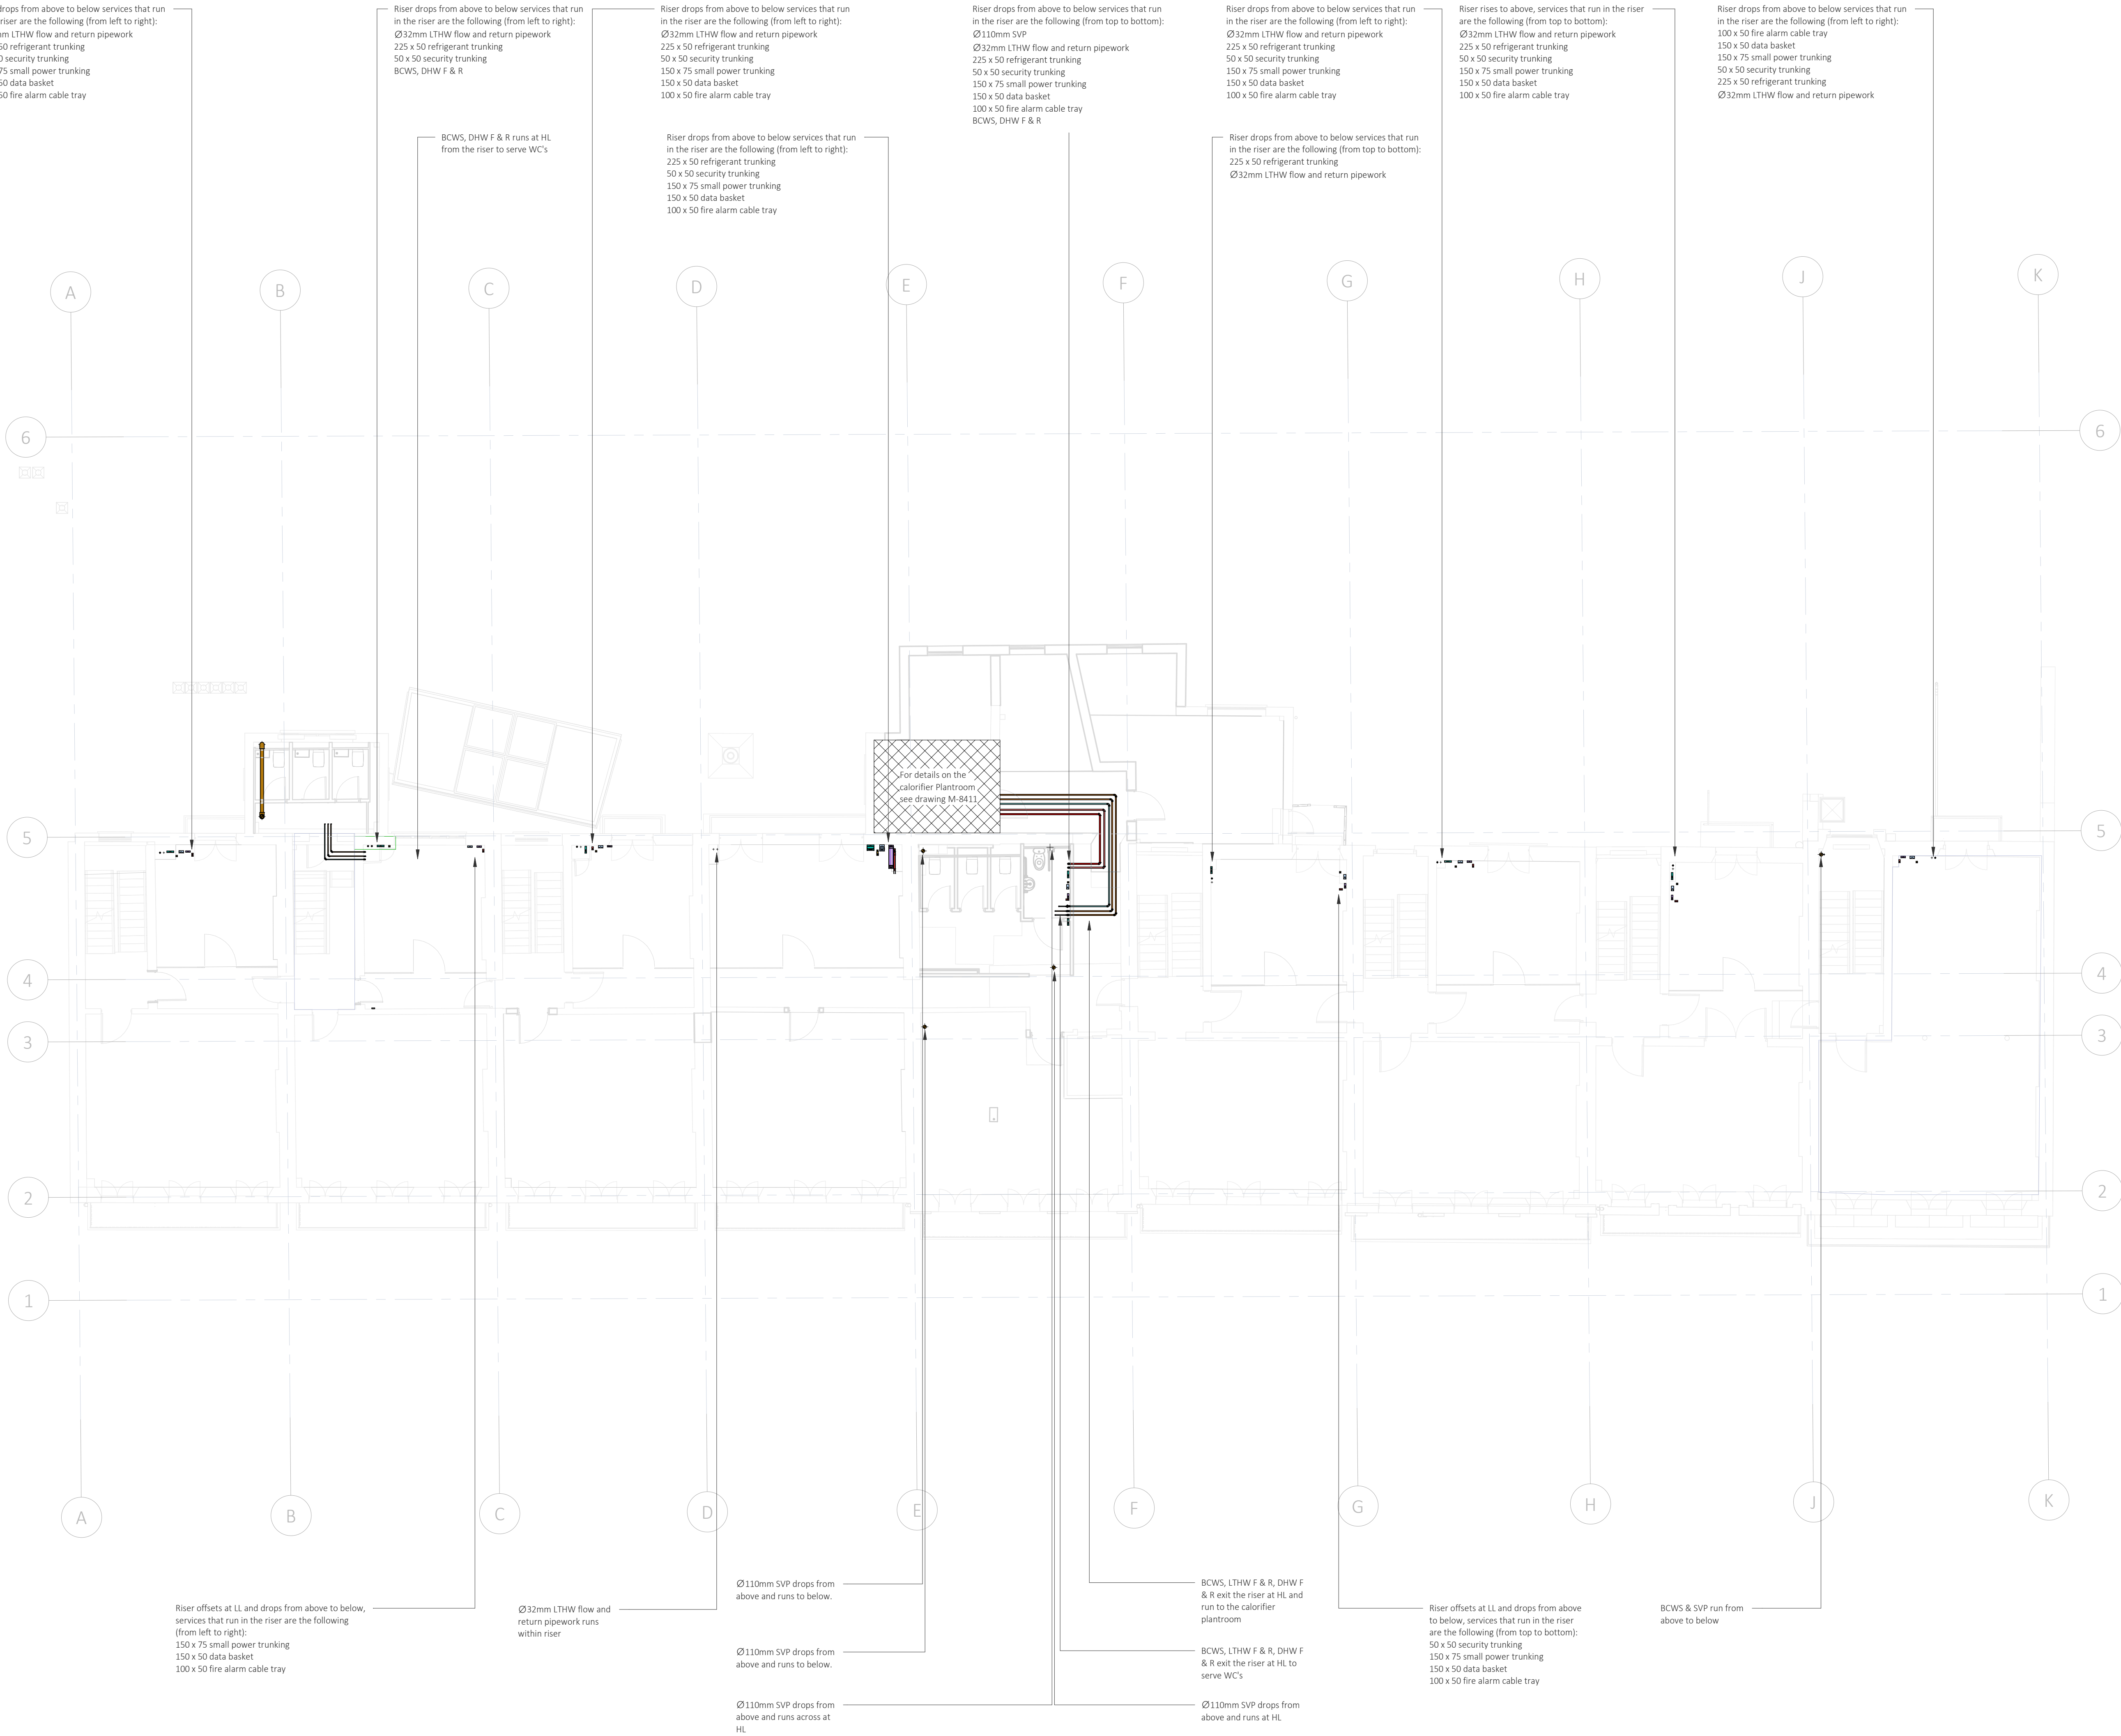 drops from above to below services that run
riser are the following (from left to right):
LTHW flow and return pipework
refrigerant trunking
security trunking
small power trunking
data basket
fire alarm cable tray
Riser drops from above to below services that run
in the riser are the following (from left to right):
Ø32mm LTHW flow and return pipework
225 x 50 refrigerant trunking
50 x 50 security trunking
BCWS, DHW F & R
Riser drops from above to below services that run
in the riser are the following (from left to right):
Ø32mm LTHW flow and return pipework
225 x 50 refrigerant trunking
50 x 50 security trunking
150 x 75 small power trunking
150 x 50 data basket
100 x 50 fire alarm cable tray
Riser drops from above to below services that run
in the riser are the following (from top to bottom):
Ø110mm SVP
Ø32mm LTHW flow and return pipework
225 x 50 refrigerant trunking
50 x 50 security trunking
150 x 75 small power trunking
150 x 50 data basket
100 x 50 fire alarm cable tray
BCWS, DHW F & R
Riser drops from above to below services that run
in the riser are the following (from left to right):
Ø32mm LTHW flow and return pipework
225 x 50 refrigerant trunking
50 x 50 security trunking
150 x 75 small power trunking
150 x 50 data basket
100 x 50 fire alarm cable tray
Riser rises to above, services that run in the riser
are the following (from top to bottom):
Ø32mm LTHW flow and return pipework
225 x 50 refrigerant trunking
50 x 50 security trunking
150 x 75 small power trunking
150 x 50 data basket
100 x 50 fire alarm cable tray
Riser drops from above to below services that run
in the riser are the following (from left to right):
100 x 50 fire alarm cable tray
150 x 50 data basket
150 x 75 small power trunking
50 x 50 security trunking
225 x 50 refrigerant trunking
Ø32mm LTHW flow and return pipework
BCWS, DHW F & R runs at HL
from the riser to serve WC's
Riser drops from above to below services that run
in the riser are the following (from left to right):
225 x 50 refrigerant trunking
50 x 50 security trunking
150 x 75 small power trunking
150 x 50 data basket
100 x 50 fire alarm cable tray
Riser drops from above to below services that run
in the riser are the following (from top to bottom):
225 x 50 refrigerant trunking
Ø32mm LTHW flow and return pipework
A
B
C
D
E
F
G
H
J
K
6
6
For details on the
calorifier Plantroom
see drawing M-8411
5
5
4
4
3
3
2
2
1
1
A
B
C
D
E
F
G
H
J
K
Riser offsets at LL and drops from above to below,
services that run in the riser are the following
(from left to right):
150 x 75 small power trunking
150 x 50 data basket
100 x 50 fire alarm cable tray
Ø32mm LTHW flow and
return pipework runs
within riser
Ø110mm SVP drops from
above and runs to below.
Ø110mm SVP drops from
above and runs to below.
Ø110mm SVP drops from
above and runs across at
HL
BCWS, LTHW F & R, DHW F
& R exit the riser at HL and
run to the calorifier
plantroom
BCWS, LTHW F & R, DHW F
& R exit the riser at HL to
serve WC's
Ø110mm SVP drops from
above and runs at HL
Riser offsets at LL and drops from above
to below, services that run in the riser
are the following (from top to bottom):
50 x 50 security trunking
150 x 75 small power trunking
150 x 50 data basket
100 x 50 fire alarm cable tray
BCWS & SVP run from
above to below